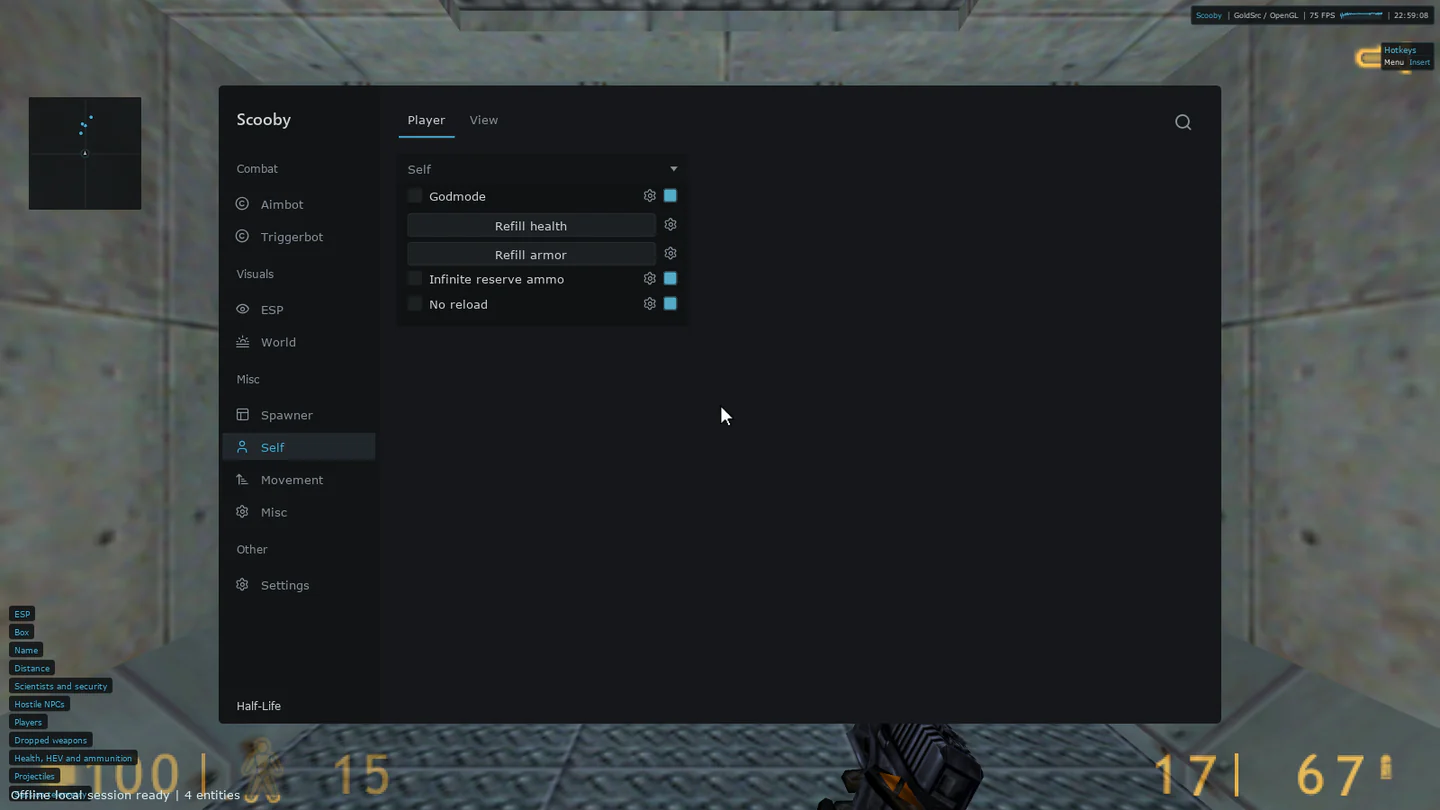 Scooby | GoldSrc / OpenGL | 75 FPS | 22:59:08
Hotkeys
Menu Insert
Scooby
Player View
Combat
Aimbot
Triggerbot
Visuals
ESP
World
Misc
Spawner
Self
Movement
Misc
Other
Settings
Half-Life
Self
Godmode
Refill health
Refill armor
Infinite reserve ammo
No reload
ESP
Box
Name
Distance
Scientists and security
Hostile NPCs
Players
Dropped weapons
Health, HEV and ammunition
Projectiles
Offline local session ready | 4 entities
100 | 15
17 | 67